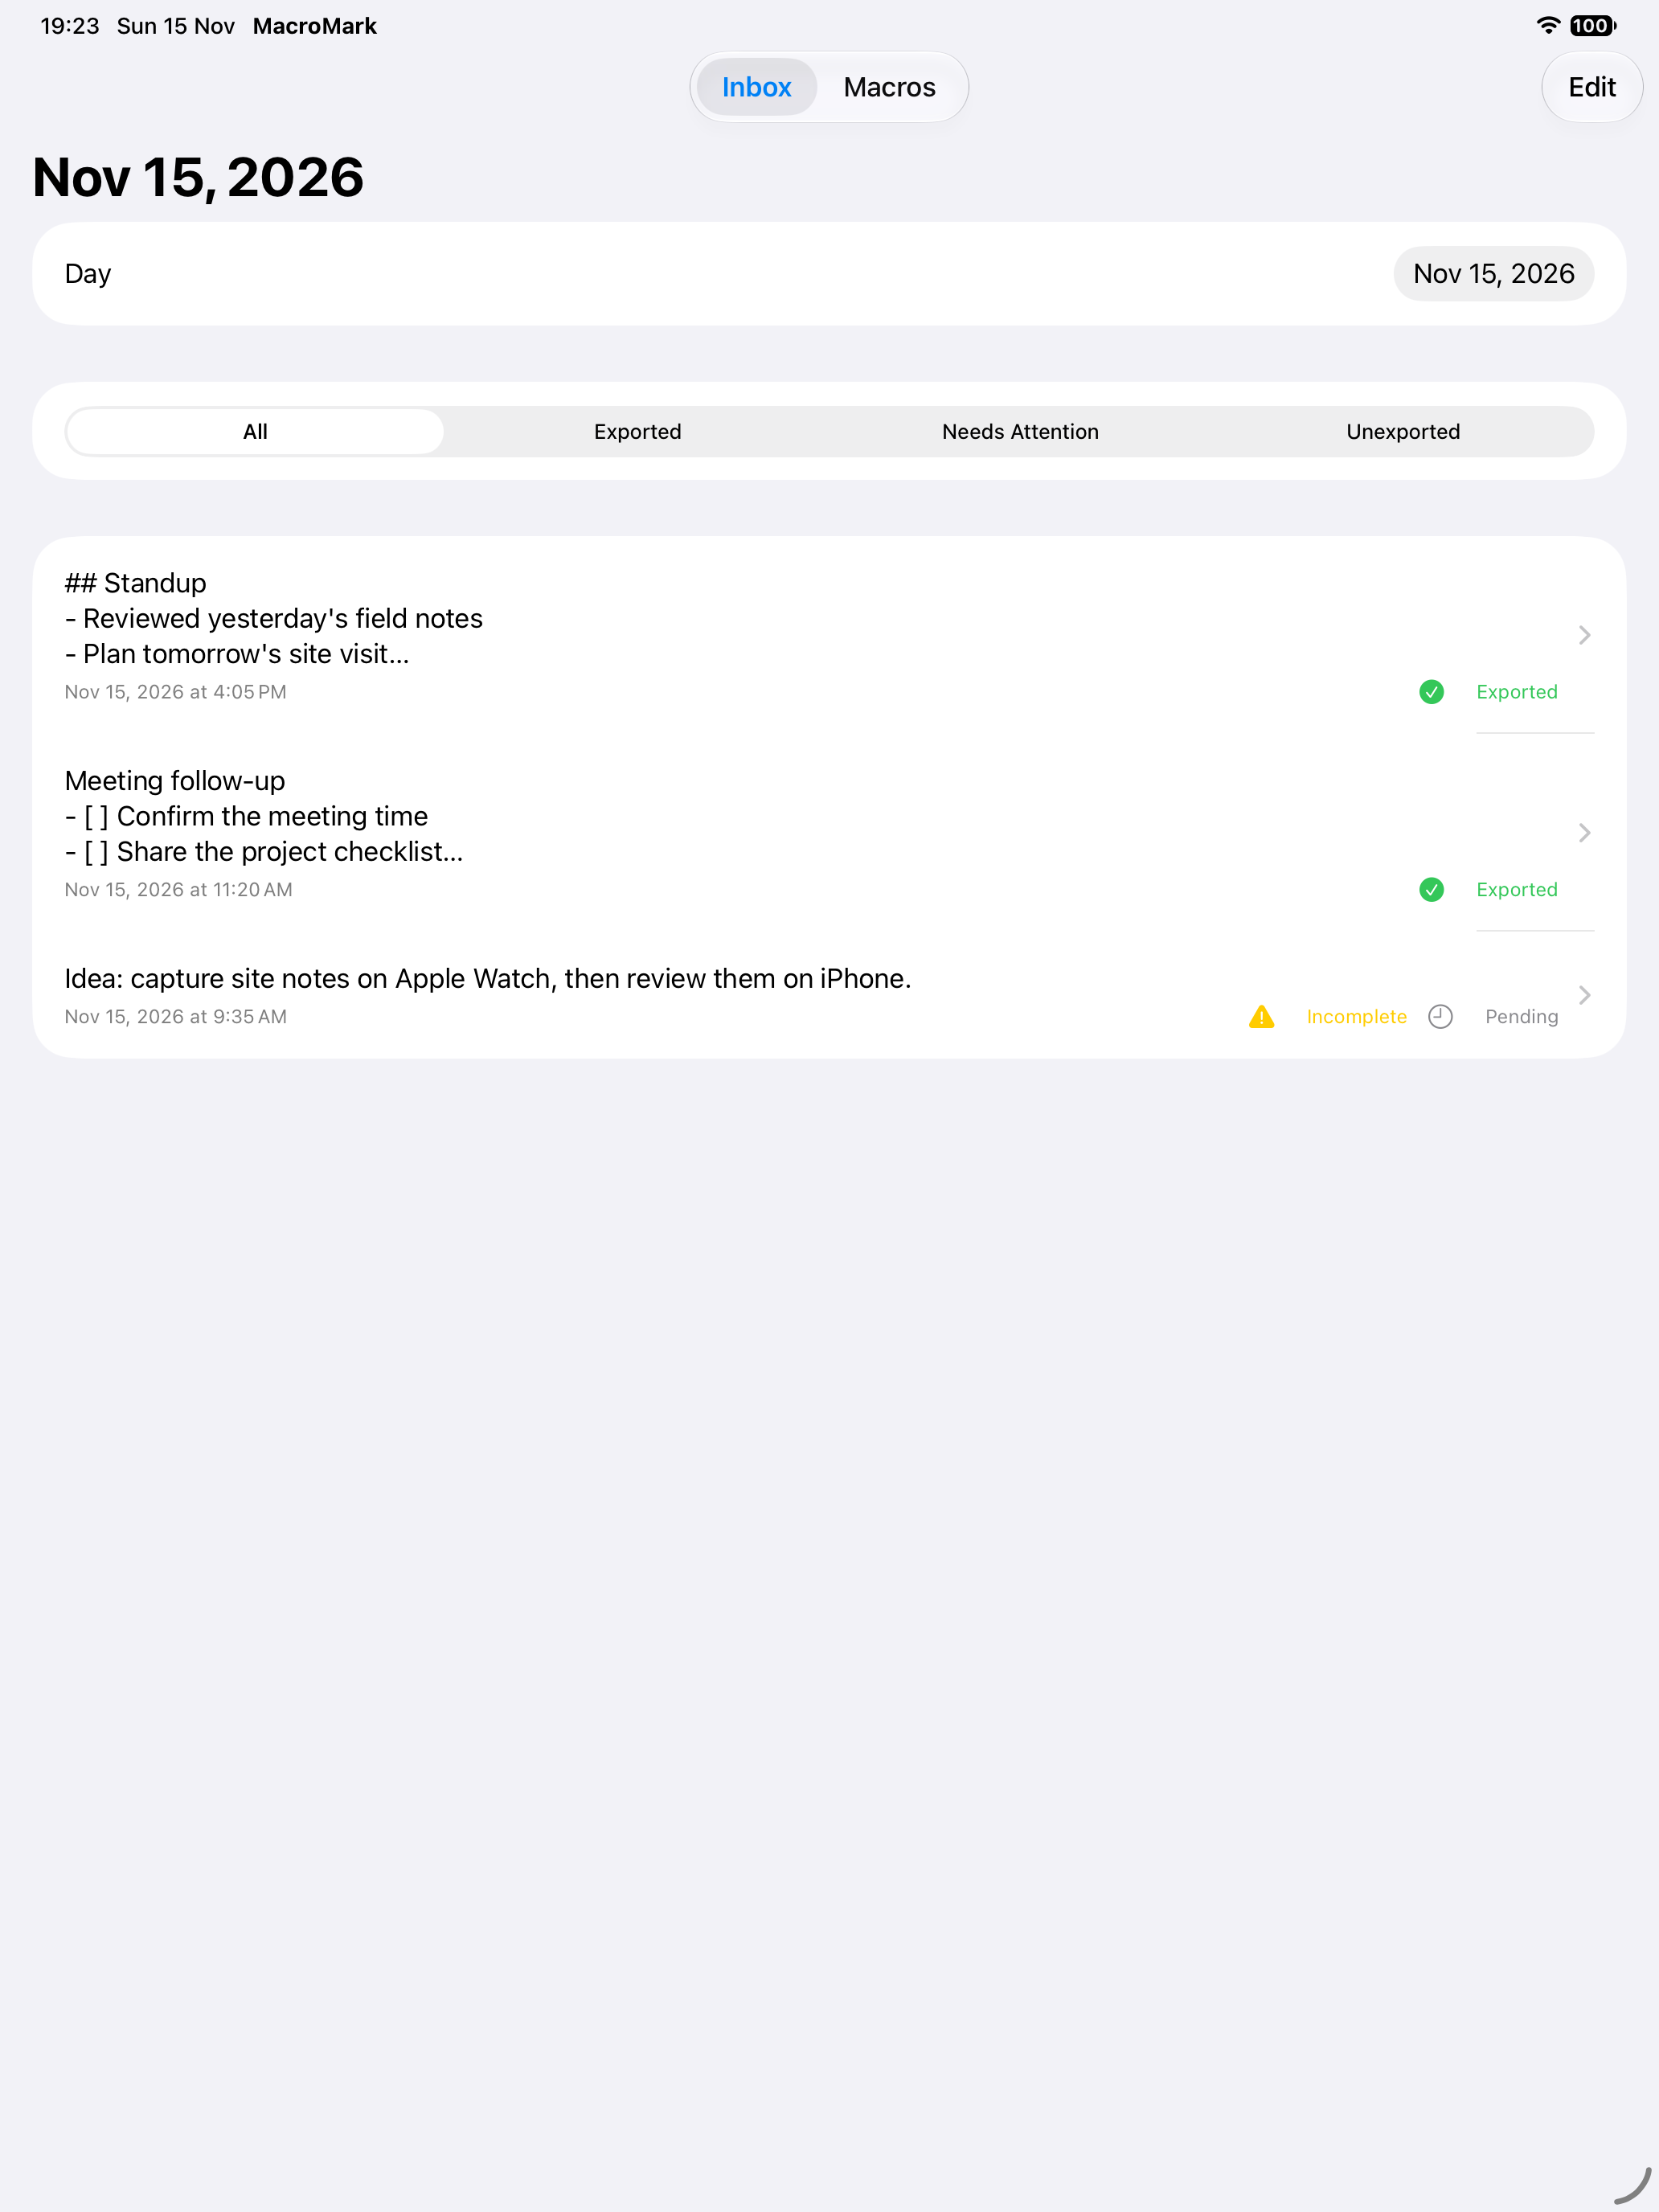 19:23 Sun 15 Nov MacroMark
100
Inbox Macros
Edit
Nov 15, 2026
Day
Nov 15, 2026
All Exported Needs Attention Unexported
## Standup
- Reviewed yesterday's field notes
- Plan tomorrow's site visit...
Nov 15, 2026 at 4:05 PM
Exported
Meeting follow-up
- [ ] Confirm the meeting time
- [ ] Share the project checklist...
Nov 15, 2026 at 11:20 AM
Exported
Idea: capture site notes on Apple Watch, then review them on iPhone.
Nov 15, 2026 at 9:35 AM
Incomplete Pending